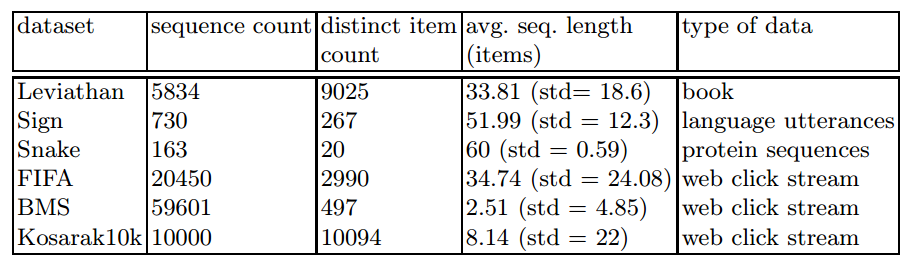 dataset sequence count distinct item avg. seq. length type of data
count (items)
Leviathan 5834 9025 33.81 (std= 18.6) book
Sign 730 267 51.99 (std = 12.3) language utterances
Snake 163 20 60 (std = 0.59) protein sequences
FIFA 20450 2990 34.74 (std = 24.08) web click stream
BMS 59601 497 2.51 (std = 4.85) web click stream
Kosarak10k 10000 10094 8.14 (std = 22) web click stream